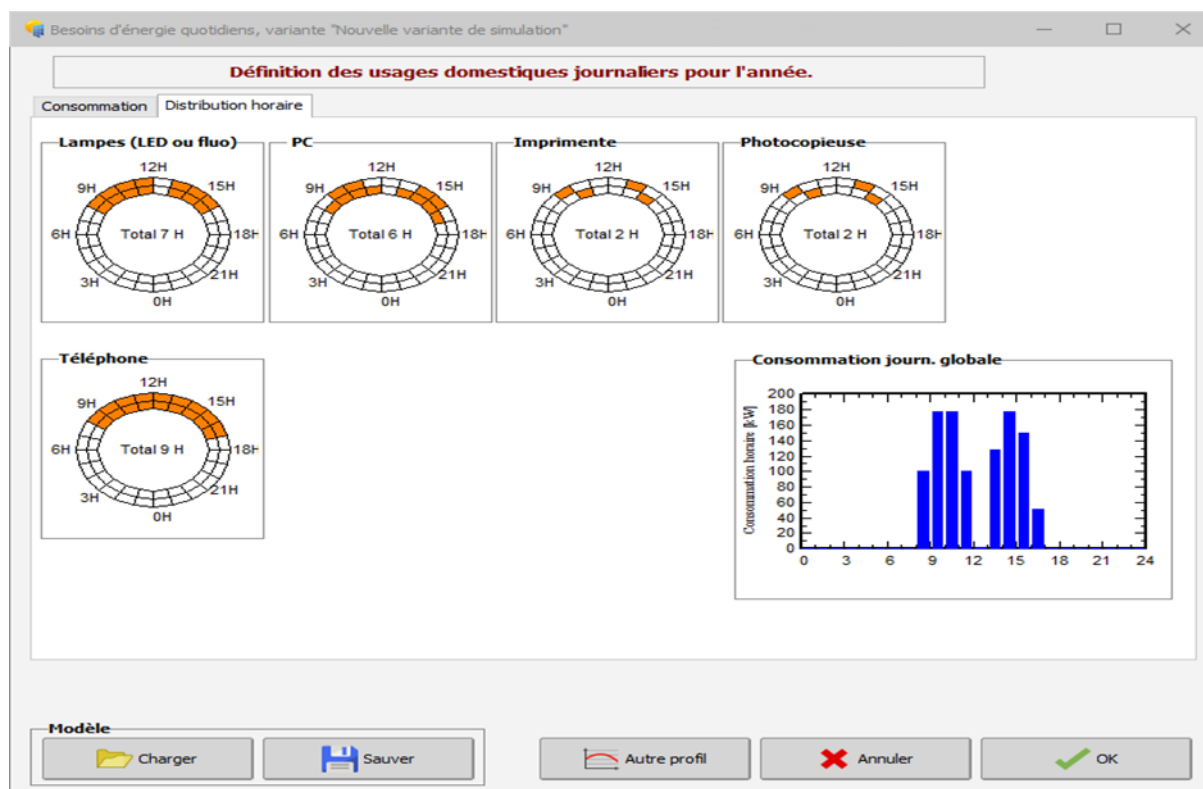 Besoins d'énergie quotidiens, variante "Nouvelle variante de simulation"
Définition des usages domestiques journaliers pour l'année.
Consommation Distribution horaire
Lampes (LED ou fluo)
12H
9H 15H
6H Total 7 H 18H
3H 21H
0H
PC
12H
9H 15H
6H Total 6 H 18H
3H 21H
0H
Imprimente
12H
9H 15H
6H Total 2 H 18H
3H 21H
0H
Photocopieuse
12H
9H 15H
6H Total 2 H 18H
3H 21H
0H
Téléphone
12H
9H 15H
6H Total 9 H 18H
3H 21H
0H
Consommation journ. globale
Consommation horaire [kW]
200
180
160
140
120
100
80
60
40
20
0
0 3 6 9 12 15 18 21 24
Modèle
Charger Sauver Autre profil Annuler OK